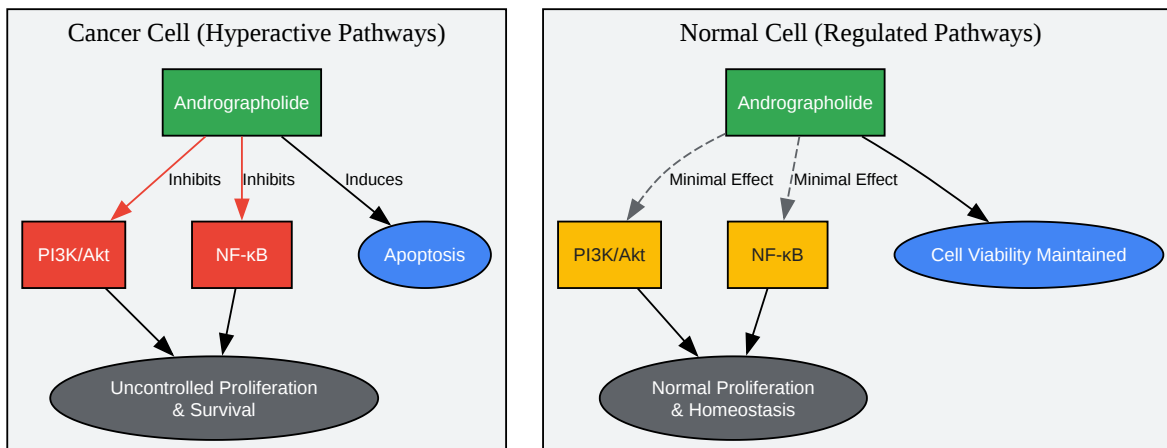 Cancer Cell (Hyperactive Pathways)
Andrographolide
Inhibits
Inhibits
Induces
PI3K/Akt
NF-κB
Apoptosis
Uncontrolled Proliferation
& Survival
Normal Cell (Regulated Pathways)
Andrographolide
Minimal Effect
Minimal Effect
PI3K/Akt
NF-κB
Cell Viability Maintained
Normal Proliferation
& Homeostasis